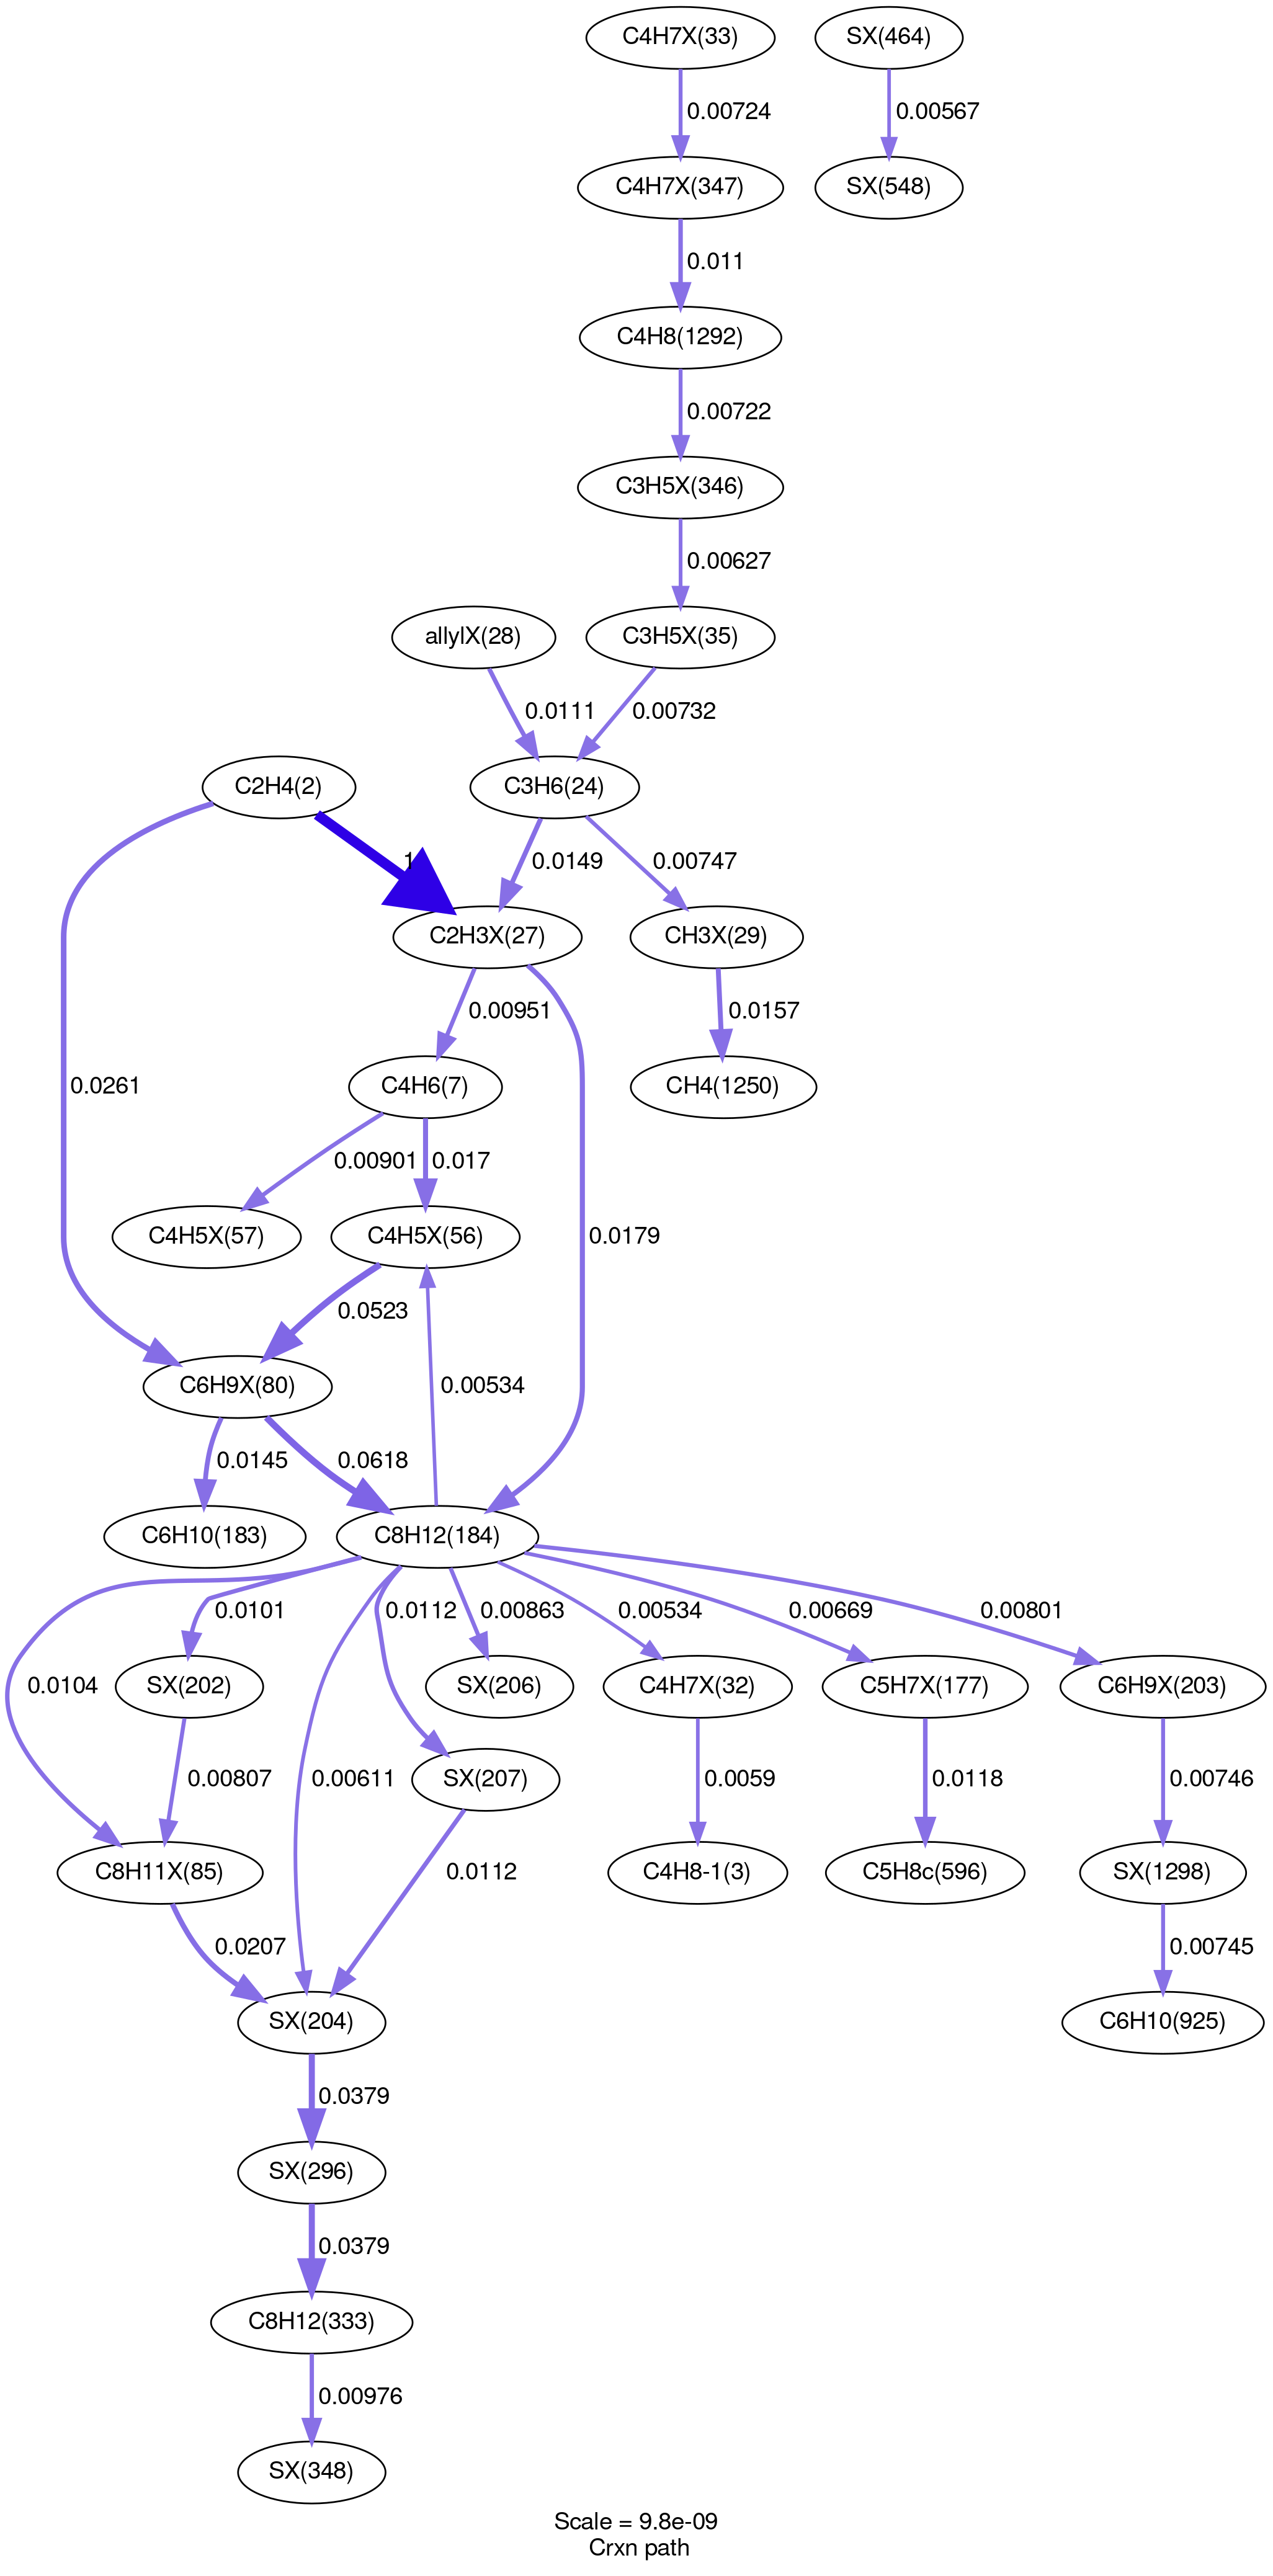 C4H7X(33)
SX(464)
0.00724
0.00567
C4H7X(347)
SX(548)
0.011
C4H8(1292)
0.00722
C3H5X(346)
0.00627
allylX(28)
C3H5X(35)
0.0111
0.00732
C2H4(2)
C3H6(24)
1
0.0149
0.00747
C2H3X(27)
CH3X(29)
0.00951
0.0157
0.0261
C4H6(7)
CH4(1250)
0.00901
0.017
C4H5X(57)
C4H5X(56)
0.0179
0.0523
C6H9X(80)
0.00534
0.0145
0.0618
C6H10(183)
C8H12(184)
0.0101
0.0112
0.00863
0.00534
0.00669
0.00801
0.0104
SX(202)
SX(206)
C4H7X(32)
C5H7X(177)
C6H9X(203)
0.00807
0.00611
SX(207)
0.0059
0.0118
0.00746
C8H11X(85)
0.0112
C4H8-1(3)
C5H8c(596)
SX(1298)
0.0207
0.00745
SX(204)
C6H10(925)
0.0379
SX(296)
0.0379
C8H12(333)
0.00976
SX(348)
Scale = 9.8e-09
Crxn path